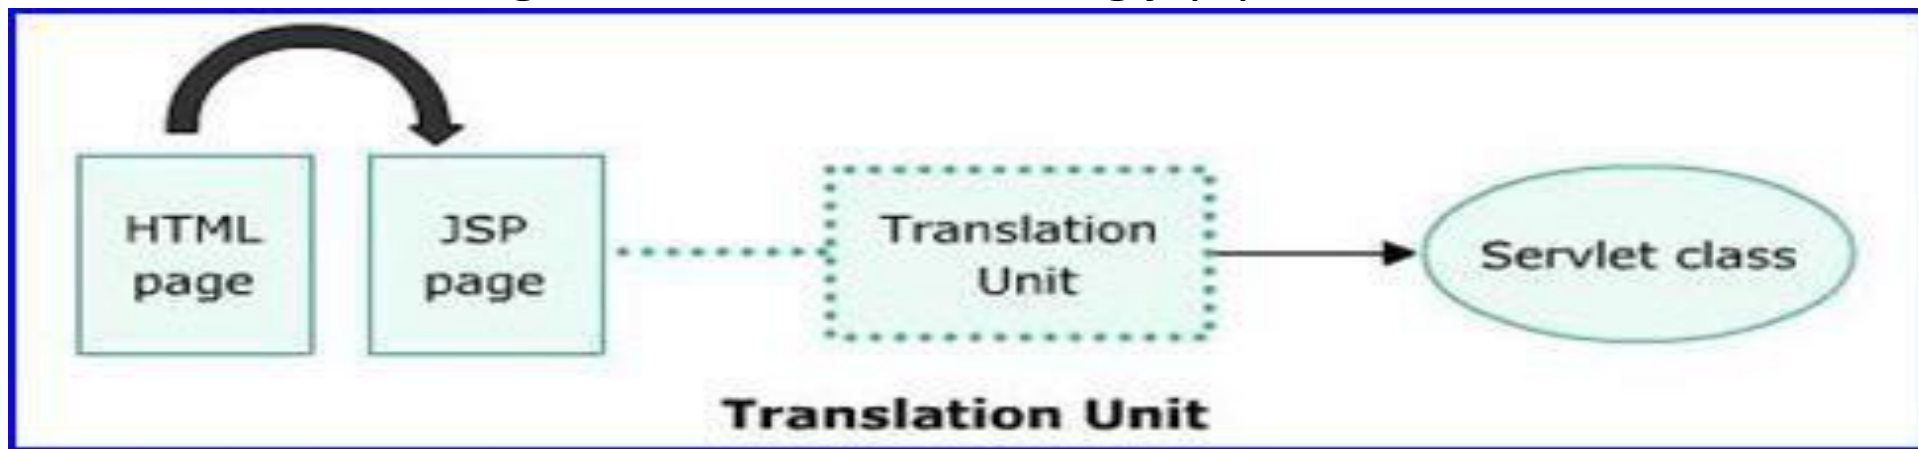 HTML
page
JSP
page
Translation
Unit
Servlet class
Translation Unit